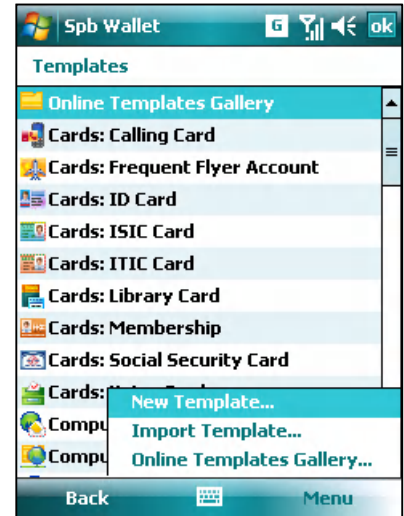 Spb Wallet G ok
Templates
Online Templates Gallery
Cards: Calling Card
Cards: Frequent Flyer Account
Cards: ID Card
Cards: ISIC Card
Cards: ITIC Card
Cards: Library Card
Cards: Membership
Cards: Social Security Card
Cards:
New Template...
Compu
Import Template...
Compu
Online Templates Gallery...
Back Menu